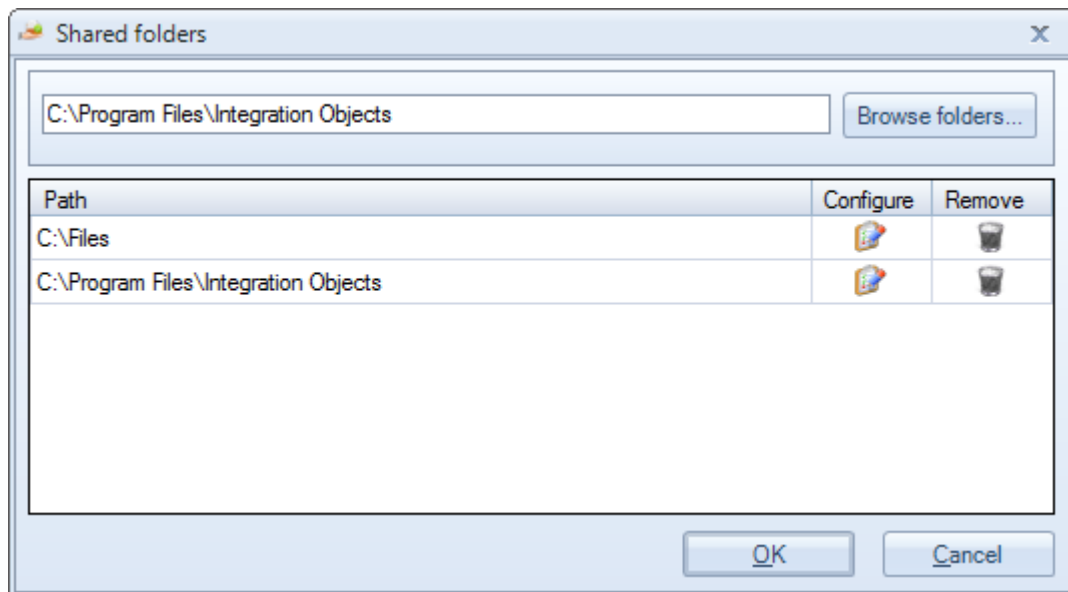 Shared folders
C:\Program Files\Integration Objects
Browse folders...
Path Configure Remove
C:\Files
C:\Program Files\Integration Objects
OK Cancel